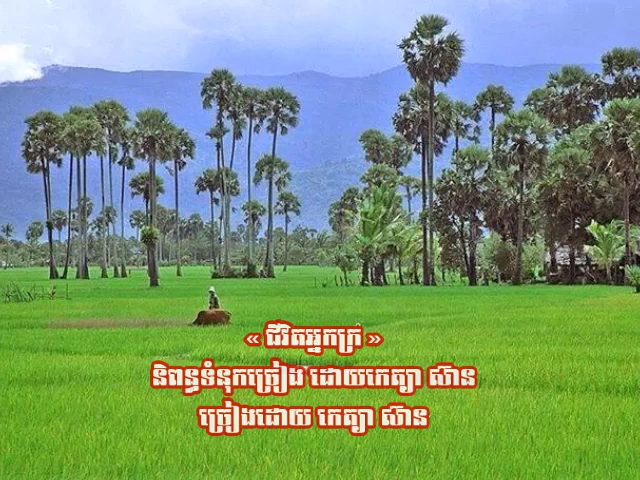 « ជីវិតអ្នកក្រ »
និពន្ធទំនុកច្រៀង ដោយកេត្យា ស៊ាន
ច្រៀងដោយ កេត្យា ស៊ាន